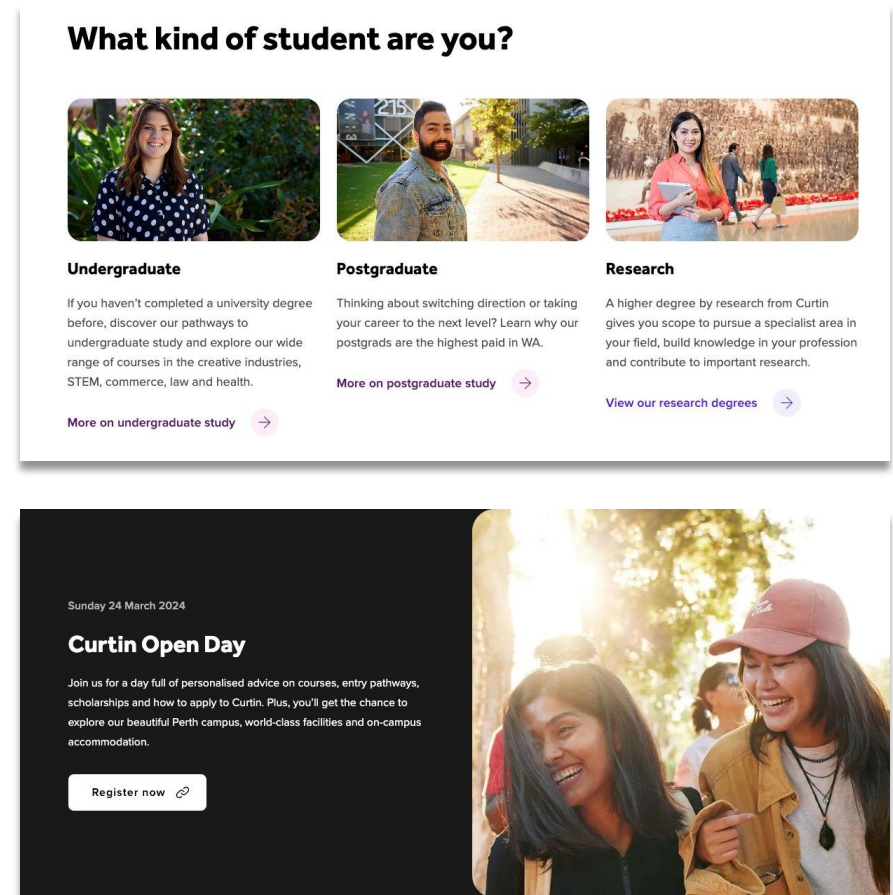 What kind of student are you?
215
Undergraduate
If you haven't completed a university degree
before, discover our pathways to
undergraduate study and explore our wide
range of courses in the creative industries,
STEM, commerce, law and health.
More on undergraduate study
Postgraduate
Thinking about switching direction or taking
your career to the next level? Learn why our
postgrads are the highest paid in WA.
More on postgraduate study
Research
A higher degree by research from Curtin
gives you scope to pursue a specialist area in
your field, build knowledge in your profession
and contribute to important research.
View our research degrees
Sunday 24 March 2024
Curtin Open Day
Join us for a day full of personalised advice on courses, entry pathways,
scholarships and how to apply to Curtin. Plus, you'll get the chance to
explore our beautiful Perth campus, world-class facilities and on-campus
accommodation.
Register now